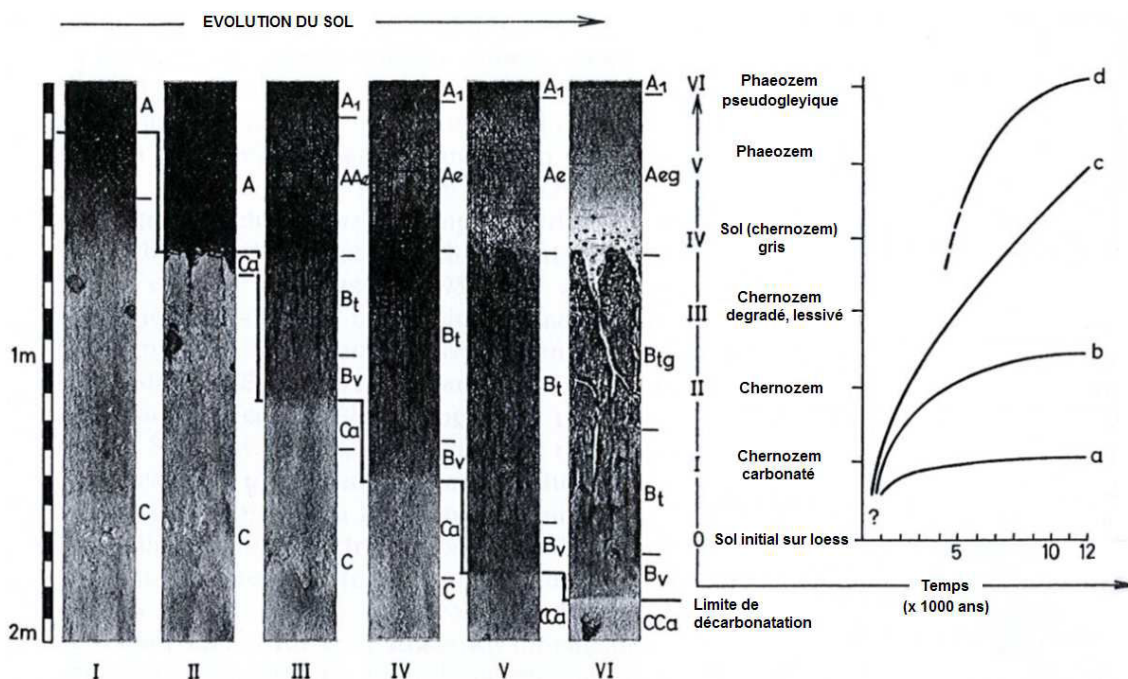 EVOLUTION DU SOL
1m
2m
A
C
I
A
Ca
C
II
A1
AAe
Bt
Bv
Ca
C
III
A1
Ae
Bt
Bv
Ca
C
IV
A1
Ae
Bt
Bv
CCa
V
A1
Aeg
Btg
Bt
Bv
CCa
VI
VI
Phaeozem
pseudogleyique
V
Phaeozem
IV
Sol (chernozem)
gris
III
Chernozem
degradé, lessivé
II
Chernozem
I
Chernozem
carbonaté
0
Sol initial sur loess
Limite de
décarbonatation
d
c
b
a
?
5
10
12
Temps
(x 1000 ans)